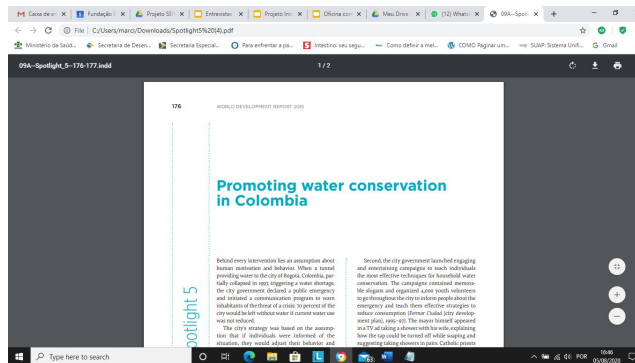 Caixa de en
Fundação
Projeto SE
Entrevistas
Projeto Ino
Oficina con
Meu Drive
(12) Whats
09A--Spotl
File | C:/Users/marci/Downloads/Spotlight5%20(4).pdf
Ministério da Saúd...
Secretaria de Desen...
Secretaria Especial...
Para enfrentar a pa...
Intestino: seu segu...
Como definir a mel...
COMO Paginar um...
SUAP: Sistema Unifi...
Gmail
09A--Spotlight_5--176-177.indd
1 / 2
176
WORLD DEVELOPMENT REPORT 2015
Promoting water conservation
in Colombia
Behind every intervention lies an assumption about
human motivation and behavior. When a tunnel
providing water to the city of Bogotá, Colombia, par-
tially collapsed in 1997, triggering a water shortage,
the city government declared a public emergency
and initiated a communication program to warn
inhabitants of the threat of a crisis: 70 percent of the
city would be left without water if current water use
was not reduced.
The city's strategy was based on the assump-
tion that if individuals were informed of the
situation, they would adjust their behavior and
Second, the city government launched engaging
and entertaining campaigns to teach individuals
the most effective techniques for household water
conservation. The campaigns contained memora-
ble slogans and organized 4,000 youth volunteers
to go throughout the city to inform people about the
emergency and teach them effective strategies to
reduce consumption (Formar Ciudad [city develop-
ment plan], 1995–97). The mayor himself appeared
in a TV ad taking a shower with his wife, explaining
how the tap could be turned off while soaping and
suggesting taking showers in pairs. Catholic priests
potlight 5
Type here to search
POR
16:46
05/08/2020